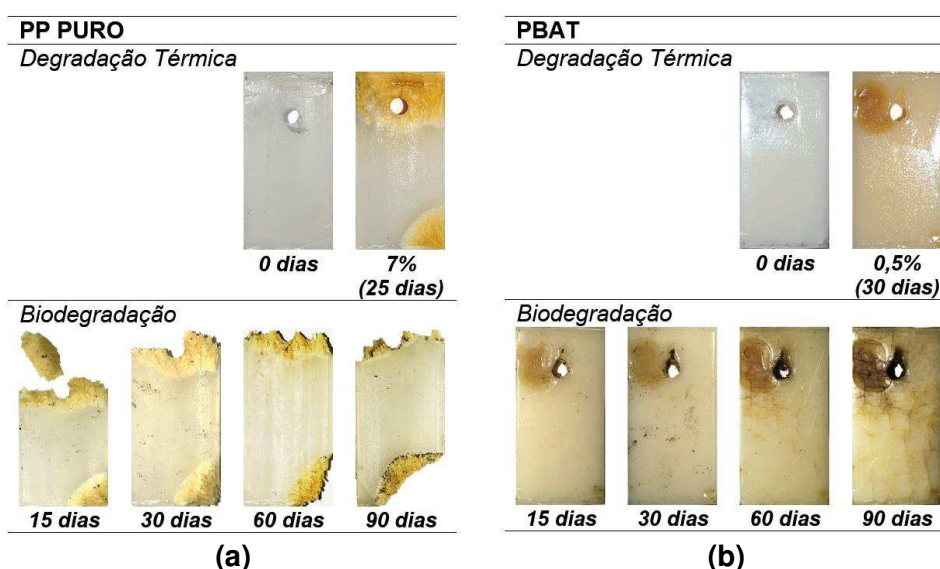 PP PURO
Degradação Térmica
0 dias
7%
(25 dias)
Biodegradação
15 dias
30 dias
60 dias
90 dias
(a)
PBAT
Degradação Térmica
0 dias
0,5%
(30 dias)
Biodegradação
15 dias
30 dias
60 dias
90 dias
(b)